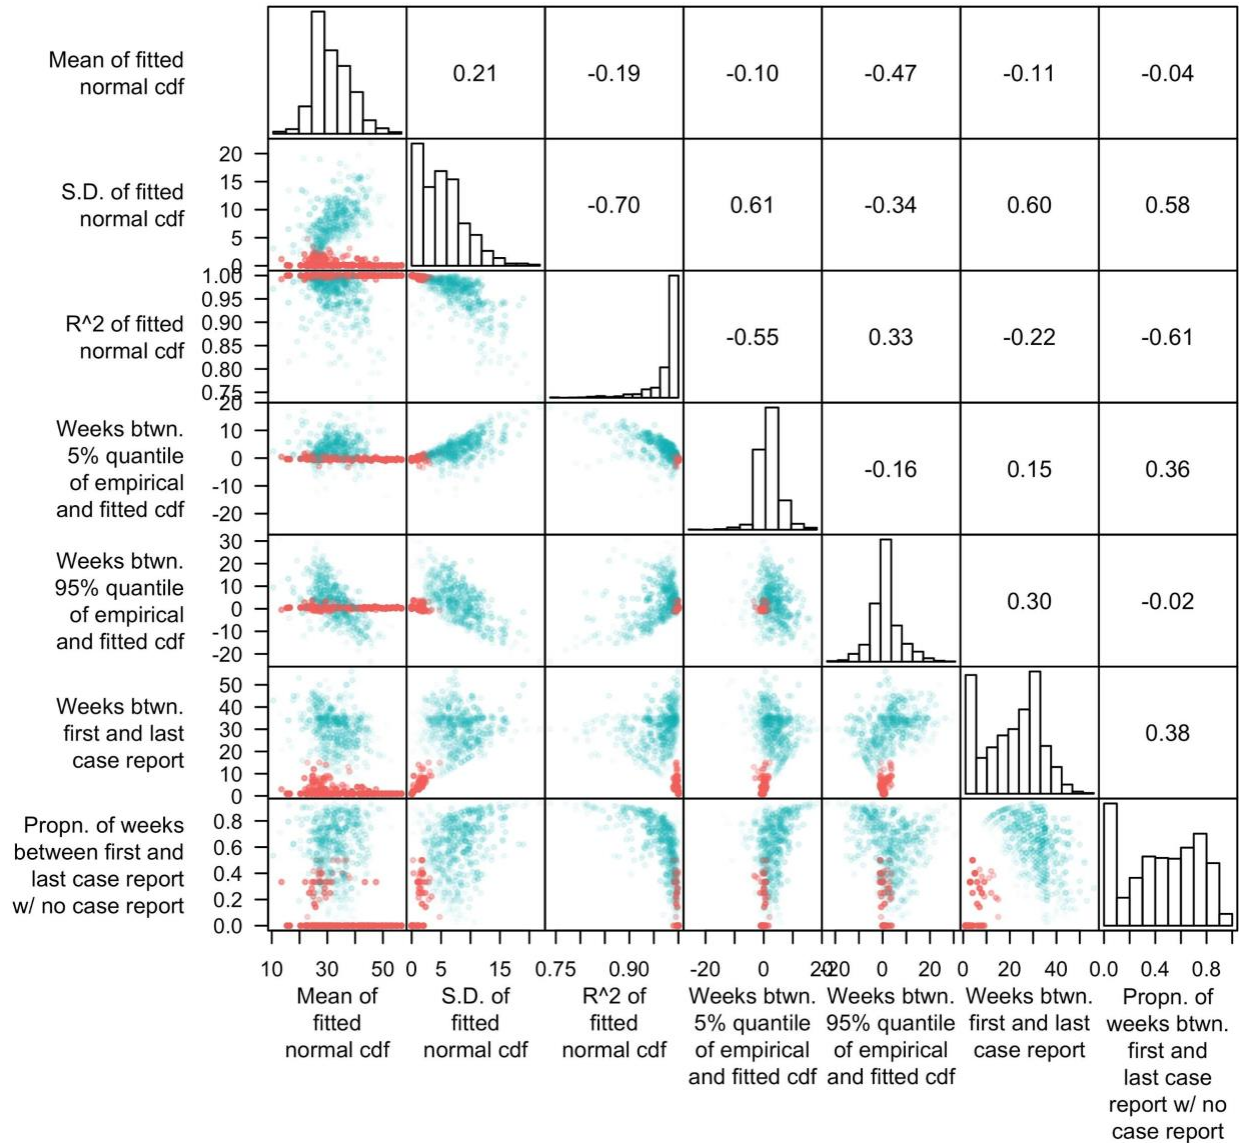 Mean of fitted
normal cdf
0.21
-0.19
-0.10
-0.47
-0.11
-0.04
S.D. of fitted
normal cdf
20
15
10
5
0
-0.70
0.61
-0.34
0.60
0.58
R^2 of fitted
normal cdf
1.00
0.95
0.90
0.85
0.80
0.75
-0.55
0.33
-0.22
-0.61
Weeks btwn.
5% quantile
of empirical
and fitted cdf
20
10
0
-10
-20
-0.16
0.15
0.36
Weeks btwn.
95% quantile
of empirical
and fitted cdf
30
20
10
0
-10
-20
0.30
-0.02
Weeks btwn.
first and last
case report
50
40
30
20
10
0
0.38
Propn. of weeks
between first and
last case report
w/ no case report
0.8
0.6
0.4
0.2
0.0
10 30 50
0 5 15
0.75 0.90
-20 0 20
-20 0 20
0 20 40
0.0 0.4 0.8
Mean of
fitted
normal cdf
S.D. of
fitted
normal cdf
R^2 of
fitted
normal cdf
Weeks btwn.
5% quantile
of empirical
and fitted cdf
Weeks btwn.
95% quantile
of empirical
and fitted cdf
Weeks btwn.
first and last
case report
Propn. of
weeks btwn.
first and
last case
report w/ no
case report